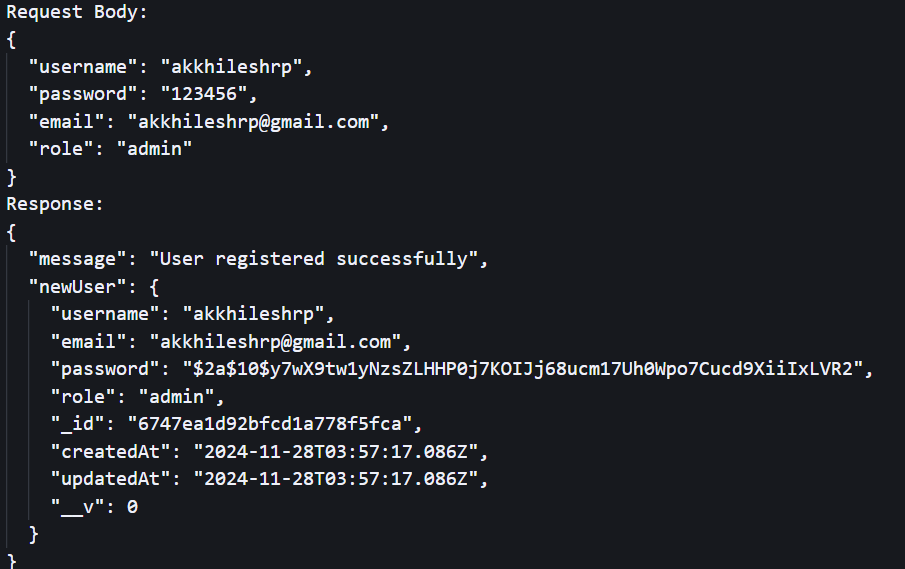 Request Body:
{
"username": "akkhileshrp",
"password": "123456",
"email": "akkhileshrp@gmail.com",
"role": "admin"
}
Response:
{
"message": "User registered successfully",
"newUser": {
"username": "akkhileshrp",
"email": "akkhileshrp@gmail.com",
"password": "$2a$10$y7wX9tw1yNzsZLHHP0j7KOIJj68ucm17Uh0Wpo7Cucd9XiiIxLVR2",
"role": "admin",
"_id": "6747ea1d92bfcd1a778f5fca",
"createdAt": "2024-11-28T03:57:17.086Z",
"updatedAt": "2024-11-28T03:57:17.086Z",
"__v": 0
}
}